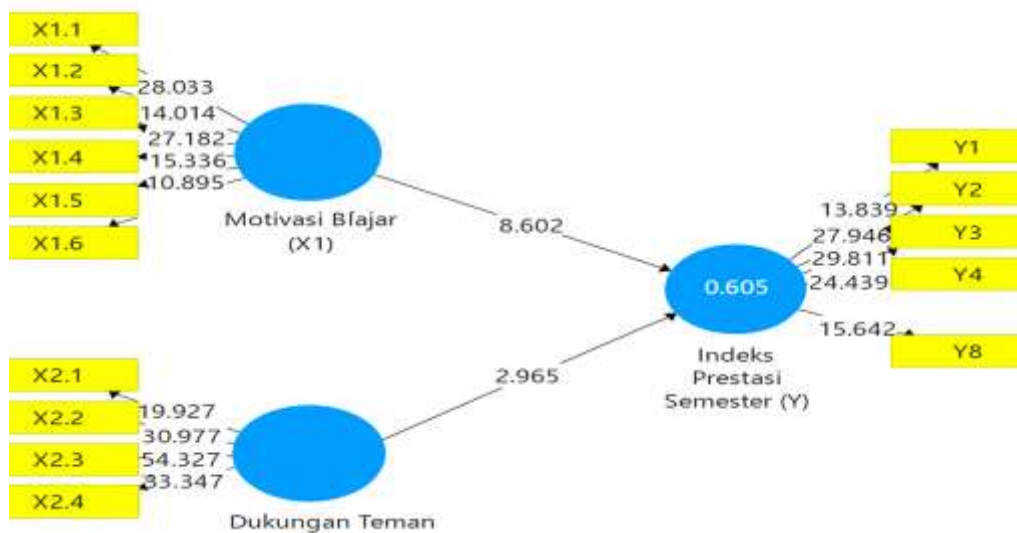 X1.1
X1.2
X1.3
X1.4
X1.5
X1.6
28.033
14.014
27.182
15.336
10.895
Motivasi Blajar
(X1)
8.602
X2.1
X2.2
X2.3
X2.4
19.927
30.977
54.327
33.347
Dukungan Teman
2.965
0.605
Indeks
Prestasi
Semester (Y)
13.839
27.946
29.811
24.439
15.642
Y1
Y2
Y3
Y4
Y8